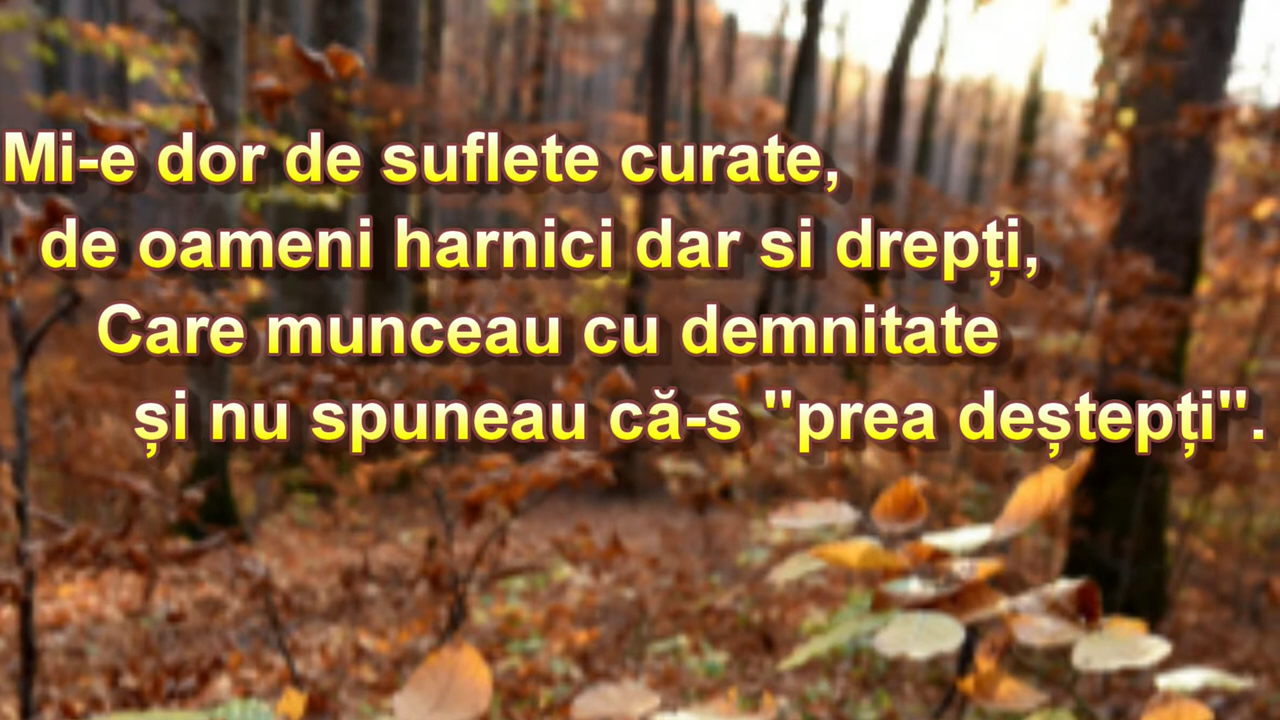 Mi-e dor de suflete curate,
de oameni harnici dar si drepți,
Care munceau cu demnitate
și nu spuneau că-s "prea deștepți".